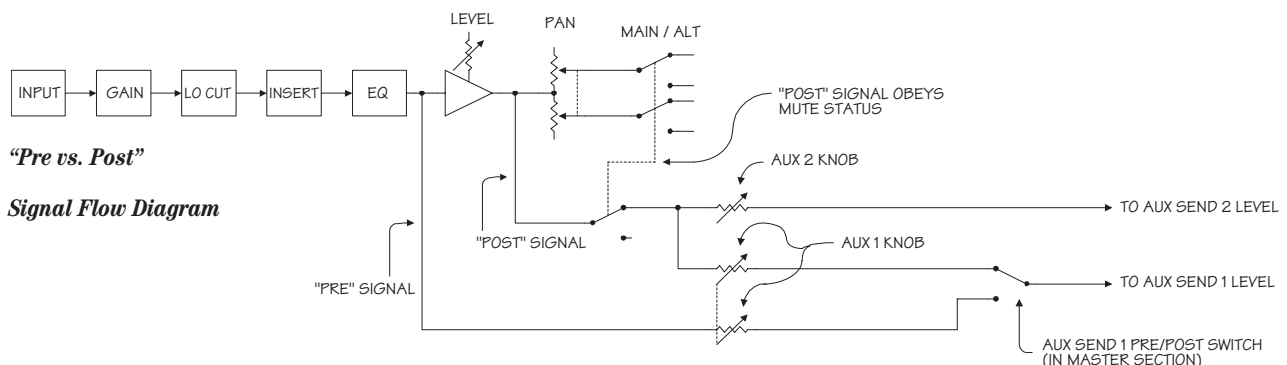 LEVEL
PAN
MAIN / ALT
INPUT
GAIN
LO CUT
INSERT
EQ
"POST" SIGNAL OBEYS
MUTE STATUS
“Pre vs. Post”
Signal Flow Diagram
AUX 2 KNOB
TO AUX SEND 2 LEVEL
"POST" SIGNAL
AUX 1 KNOB
"PRE" SIGNAL
TO AUX SEND 1 LEVEL
AUX SEND 1 PRE/POST SWITCH
(IN MASTER SECTION)